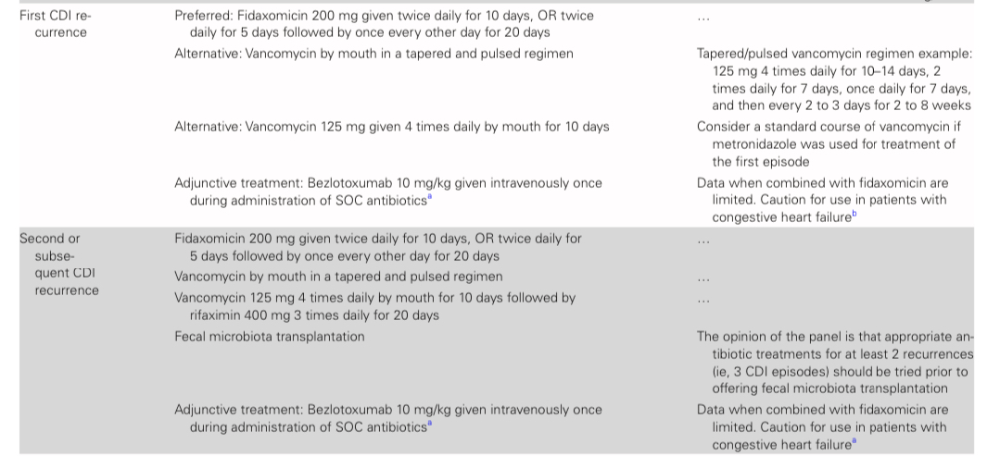 First CDI re-
currence
Preferred: Fidaxomicin 200 mg given twice daily for 10 days, OR twice
daily for 5 days followed by once every other day for 20 days
…
Alternative: Vancomycin by mouth in a tapered and pulsed regimen
Tapered/pulsed vancomycin regimen example:
125 mg 4 times daily for 10–14 days, 2
times daily for 7 days, once daily for 7 days,
and then every 2 to 3 days for 2 to 8 weeks
Alternative: Vancomycin 125 mg given 4 times daily by mouth for 10 days
Consider a standard course of vancomycin if
metronidazole was used for treatment of
the first episode
Adjunctive treatment: Bezlotoxumab 10 mg/kg given intravenously once
during administration of SOC antibiotics^a
Data when combined with fidaxomicin are
limited. Caution for use in patients with
congestive heart failure^b
Second or
subse-
quent CDI
recurrence
Fidaxomicin 200 mg given twice daily for 10 days, OR twice daily for
5 days followed by once every other day for 20 days
…
Vancomycin by mouth in a tapered and pulsed regimen
…
Vancomycin 125 mg 4 times daily by mouth for 10 days followed by
rifaximin 400 mg 3 times daily for 20 days
…
Fecal microbiota transplantation
The opinion of the panel is that appropriate an-
tibiotic treatments for at least 2 recurrences
(ie, 3 CDI episodes) should be tried prior to
offering fecal microbiota transplantation
Adjunctive treatment: Bezlotoxumab 10 mg/kg given intravenously once
during administration of SOC antibiotics^a
Data when combined with fidaxomicin are
limited. Caution for use in patients with
congestive heart failure^a